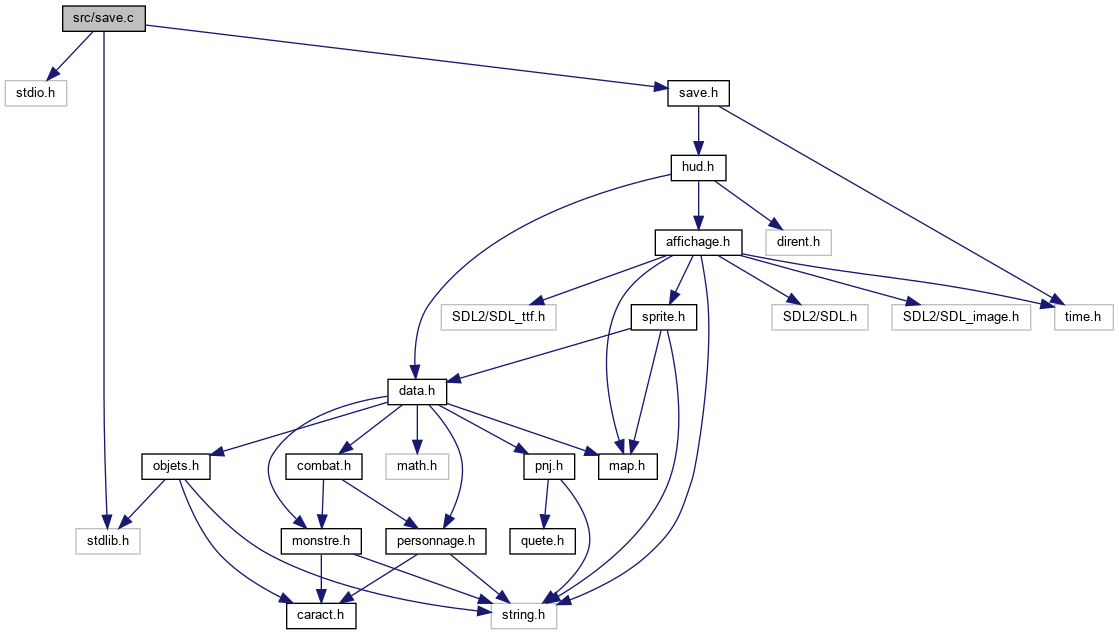 src/save.c
stdio.h
save.h
hud.h
affichage.h
dirent.h
SDL2/SDL_ttf.h
sprite.h
SDL2/SDL.h
SDL2/SDL_image.h
time.h
data.h
objets.h
combat.h
math.h
pnj.h
map.h
stdlib.h
monstre.h
personnage.h
quete.h
caract.h
string.h